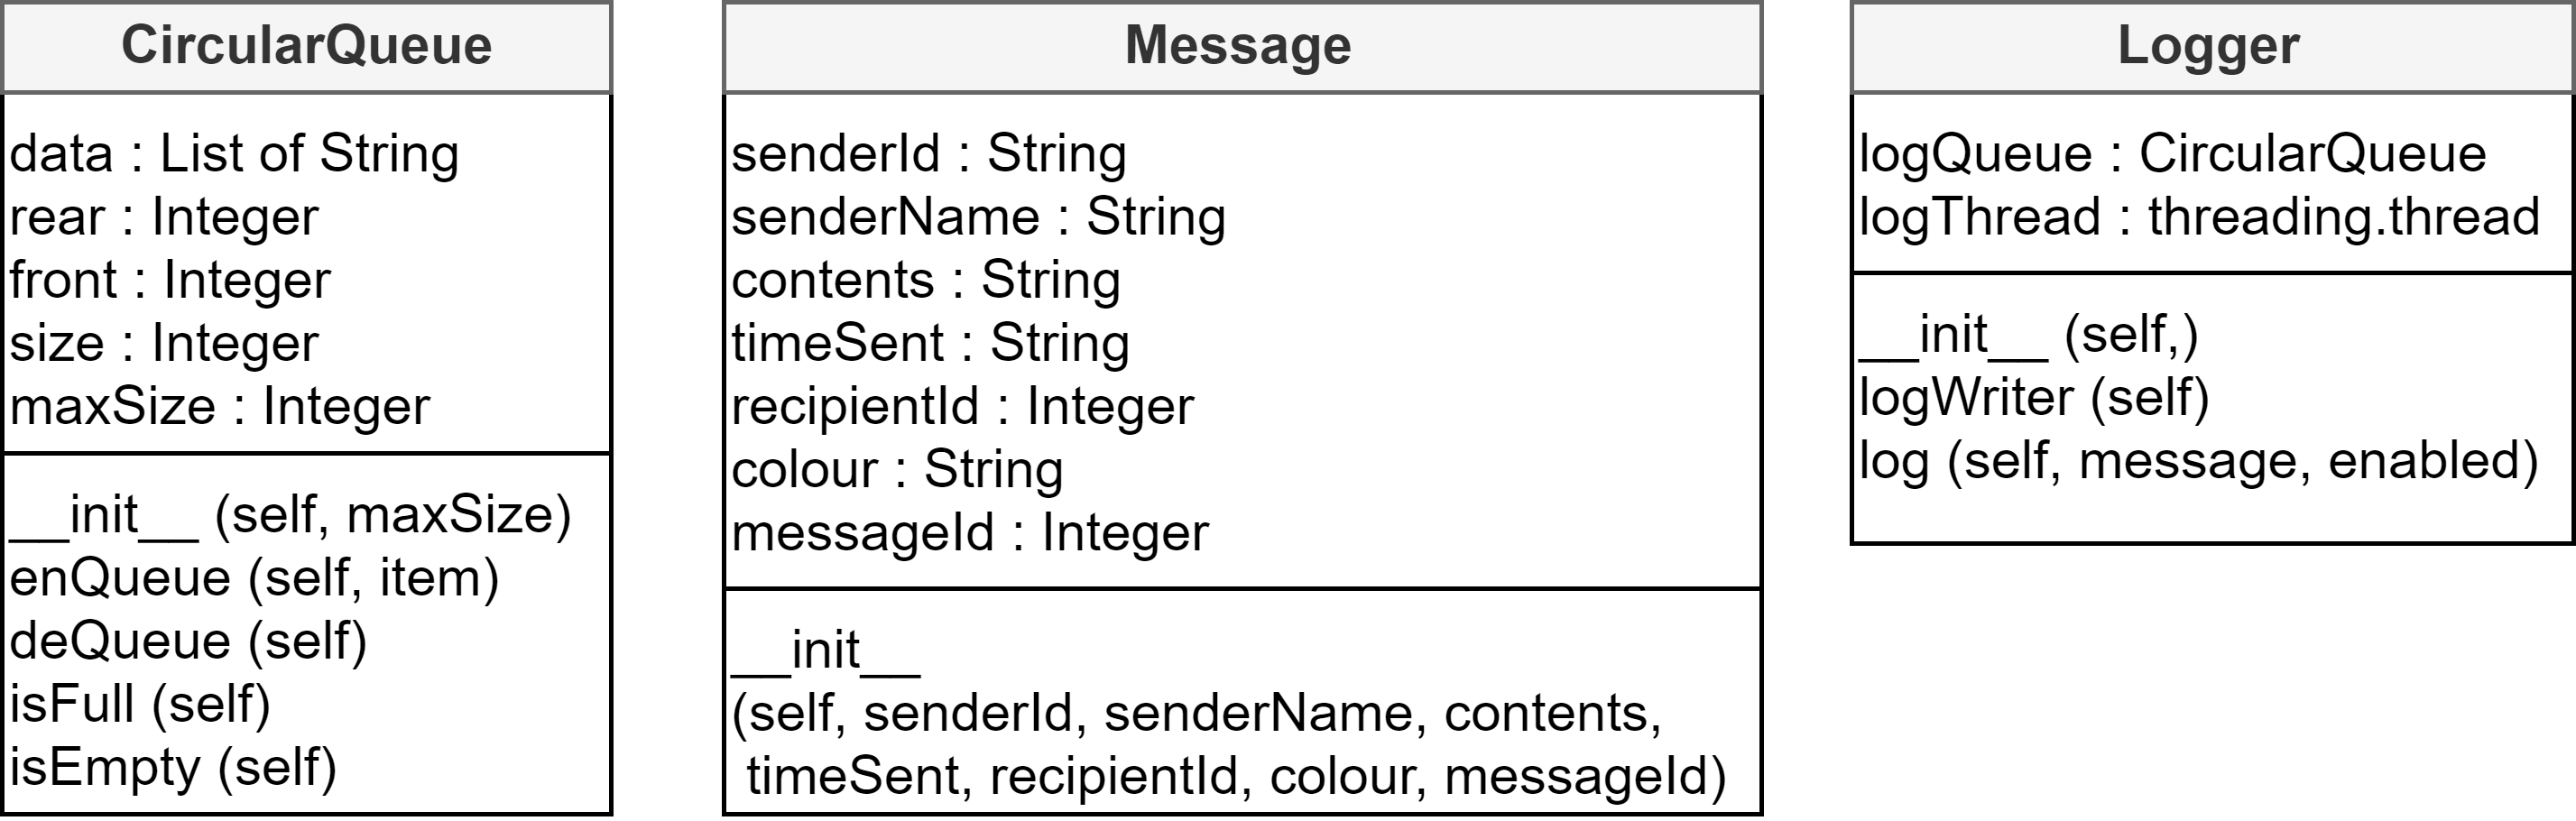 CircularQueue
data : List of String
rear : Integer
front : Integer
size : Integer
maxSize : Integer
__init__ (self, maxSize)
enQueue (self, item)
deQueue (self)
isFull (self)
isEmpty (self)
Message
senderId : String
senderName : String
contents : String
timeSent : String
recipientId : Integer
colour : String
messageId : Integer
__init__
(self, senderId, senderName, contents,
timeSent, recipientId, colour, messageId)
Logger
logQueue : CircularQueue
logThread : threading.thread
__init__ (self,)
logWriter (self)
log (self, message, enabled)